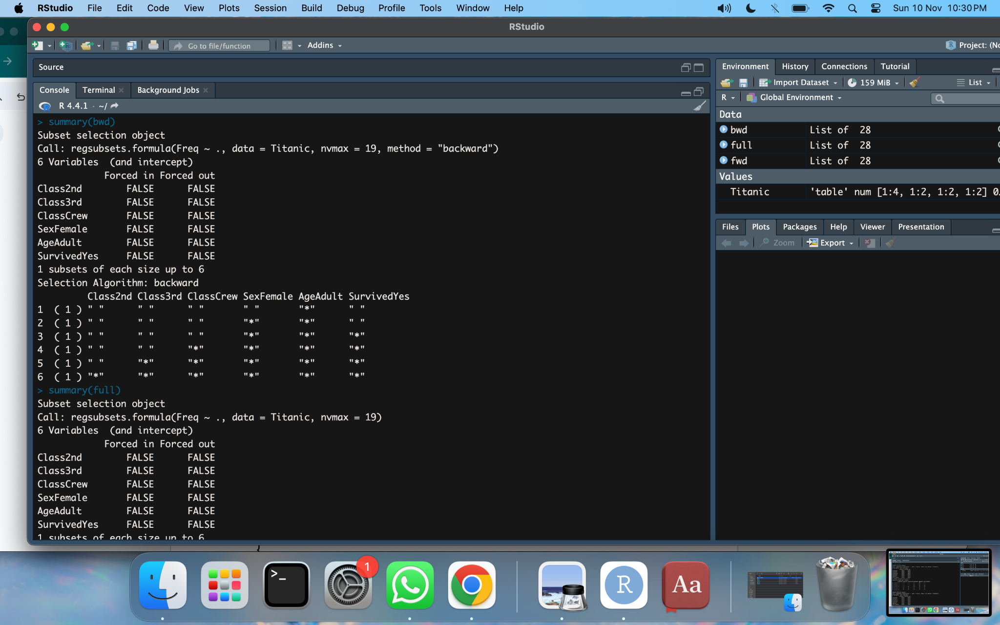 RStudio File Edit Code View Plots Session Build Debug Profile Tools Window Help Sun 10 Nov 10:30 PM
RStudio
Go to file/function Addins
Source
Console Terminal Background Jobs
R 4.4.1 · ~/
> summary(bwd)
Subset selection object
Call: regsubsets.formula(Freq ~ ., data = Titanic, nvmax = 19, method = "backward")
6 Variables  (and intercept)
            Forced in Forced out
Class2nd        FALSE      FALSE
Class3rd        FALSE      FALSE
ClassCrew       FALSE      FALSE
SexFemale       FALSE      FALSE
AgeAdult        FALSE      FALSE
SurvivedYes     FALSE      FALSE
1 subsets of each size up to 6
Selection Algorithm: backward
         Class2nd Class3rd ClassCrew SexFemale AgeAdult SurvivedYes
1  ( 1 ) " "      " "      " "       " "       "*"      " "
2  ( 1 ) " "      " "      " "       "*"       "*"      " "
3  ( 1 ) " "      " "      " "       "*"       "*"      "*"
4  ( 1 ) " "      " "      "*"       "*"       "*"      "*"
5  ( 1 ) " "      "*"      "*"       "*"       "*"      "*"
6  ( 1 ) "*"      "*"      "*"       "*"       "*"      "*"
> summary(full)
Subset selection object
Call: regsubsets.formula(Freq ~ ., data = Titanic, nvmax = 19)
6 Variables  (and intercept)
            Forced in Forced out
Class2nd        FALSE      FALSE
Class3rd        FALSE      FALSE
ClassCrew       FALSE      FALSE
SexFemale       FALSE      FALSE
AgeAdult        FALSE      FALSE
SurvivedYes     FALSE      FALSE
1 subsets of each size up to 6
Project:
Environment History Connections Tutorial
Import Dataset 159 MiB List
R Global Environment
Data
bwd List of 28
full List of 28
fwd List of 28
Values
Titanic 'table' num [1:4, 1:2, 1:2, 1:2]
Files Plots Packages Help Viewer Presentation
Zoom Export
>_
1
R
Aa